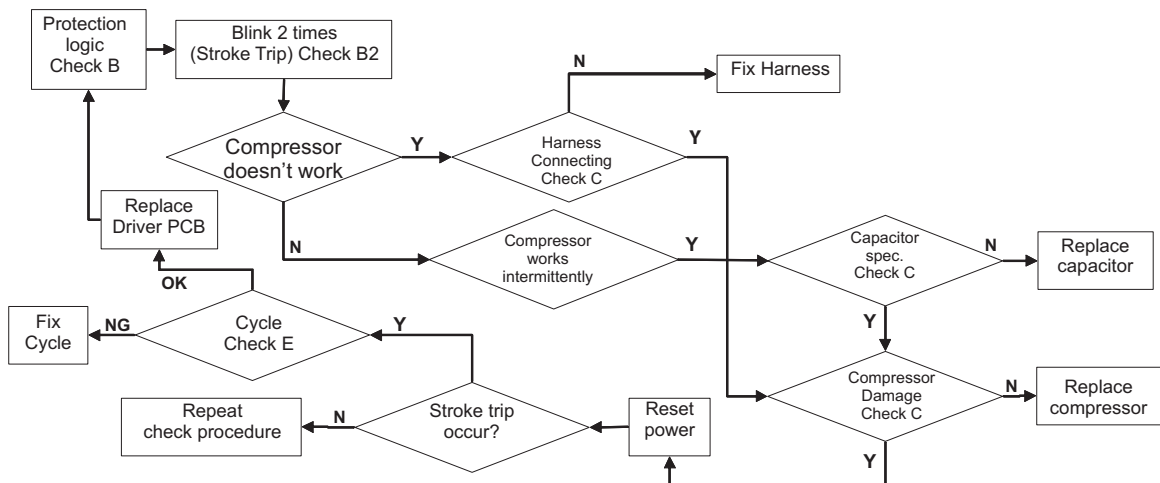 Protection
logic
Check B
Blink 2 times
(Stroke Trip) Check B2
N
Fix Harness
Compressor
doesn’t work
Y
Harness
Connecting
Check C
Y
Replace
Driver PCB
N
Compressor
works
intermittently
Y
Capacitor
spec.
Check C
N
Replace
capacitor
OK
Fix
Cycle
NG
Cycle
Check E
Y
Y
Compressor
Damage
Check C
N
Replace
compressor
Repeat
check procedure
N
Stroke trip
occur?
Reset
power
Y